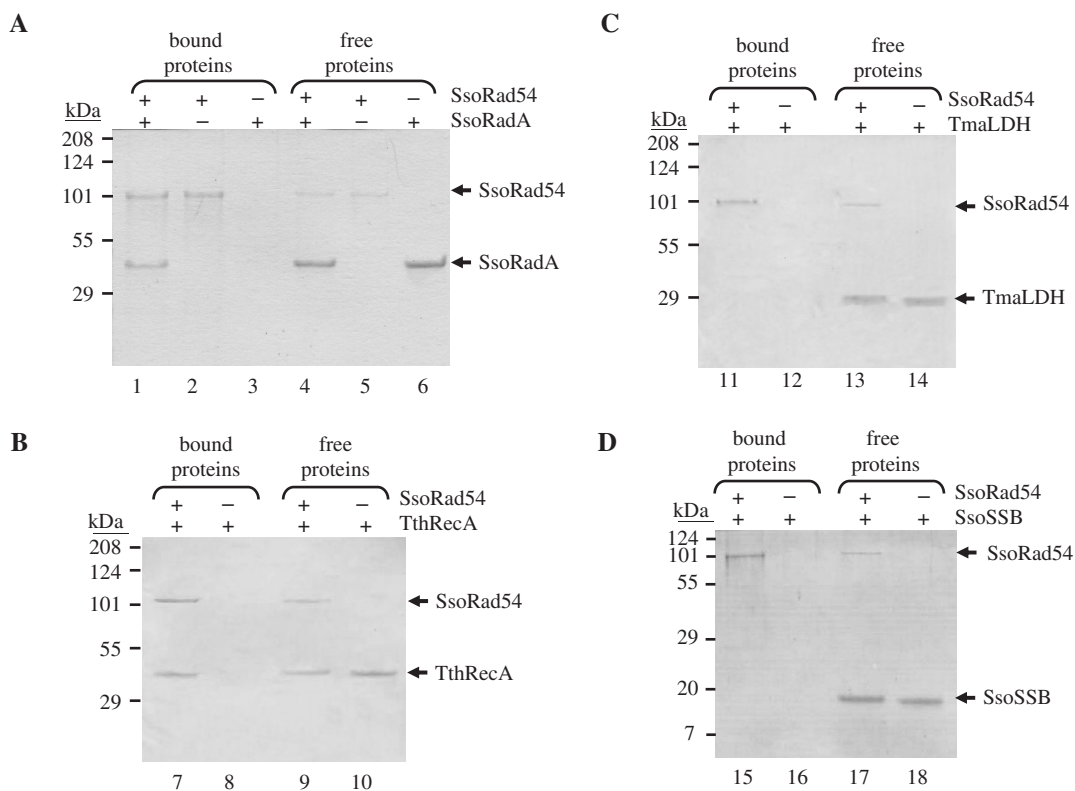 A
bound proteins
free proteins
+ + − + + − SsoRad54
kDa
+ − + + − + SsoRadA
208
124
101
55
29
SsoRad54
SsoRadA
1 2 3 4 5 6
B
bound proteins
free proteins
+ − + − SsoRad54
kDa
+ + + + TthRecA
208
124
101
55
29
SsoRad54
TthRecA
7 8 9 10
C
bound proteins
free proteins
+ − + − SsoRad54
kDa
+ + + + TmaLDH
208
124
101
55
29
SsoRad54
TmaLDH
11 12 13 14
D
bound proteins
free proteins
+ − + − SsoRad54
kDa
+ + + + SsoSSB
124
101
55
29
20
7
SsoRad54
SsoSSB
15 16 17 18